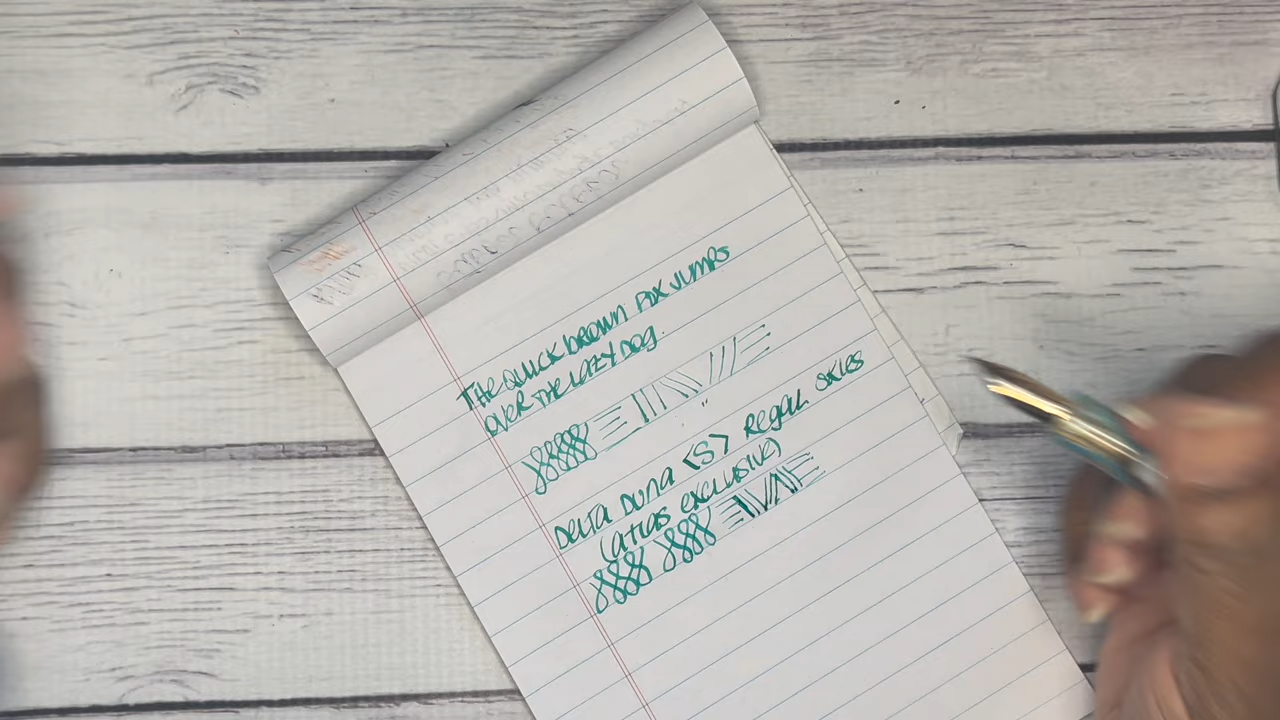 THE QUICK BROWN FOX JUMPS
OVER THE LAZY DOG.
DELTA DUNA <S> REGAL SKIES
(ATLAS EXCLUSIVE)